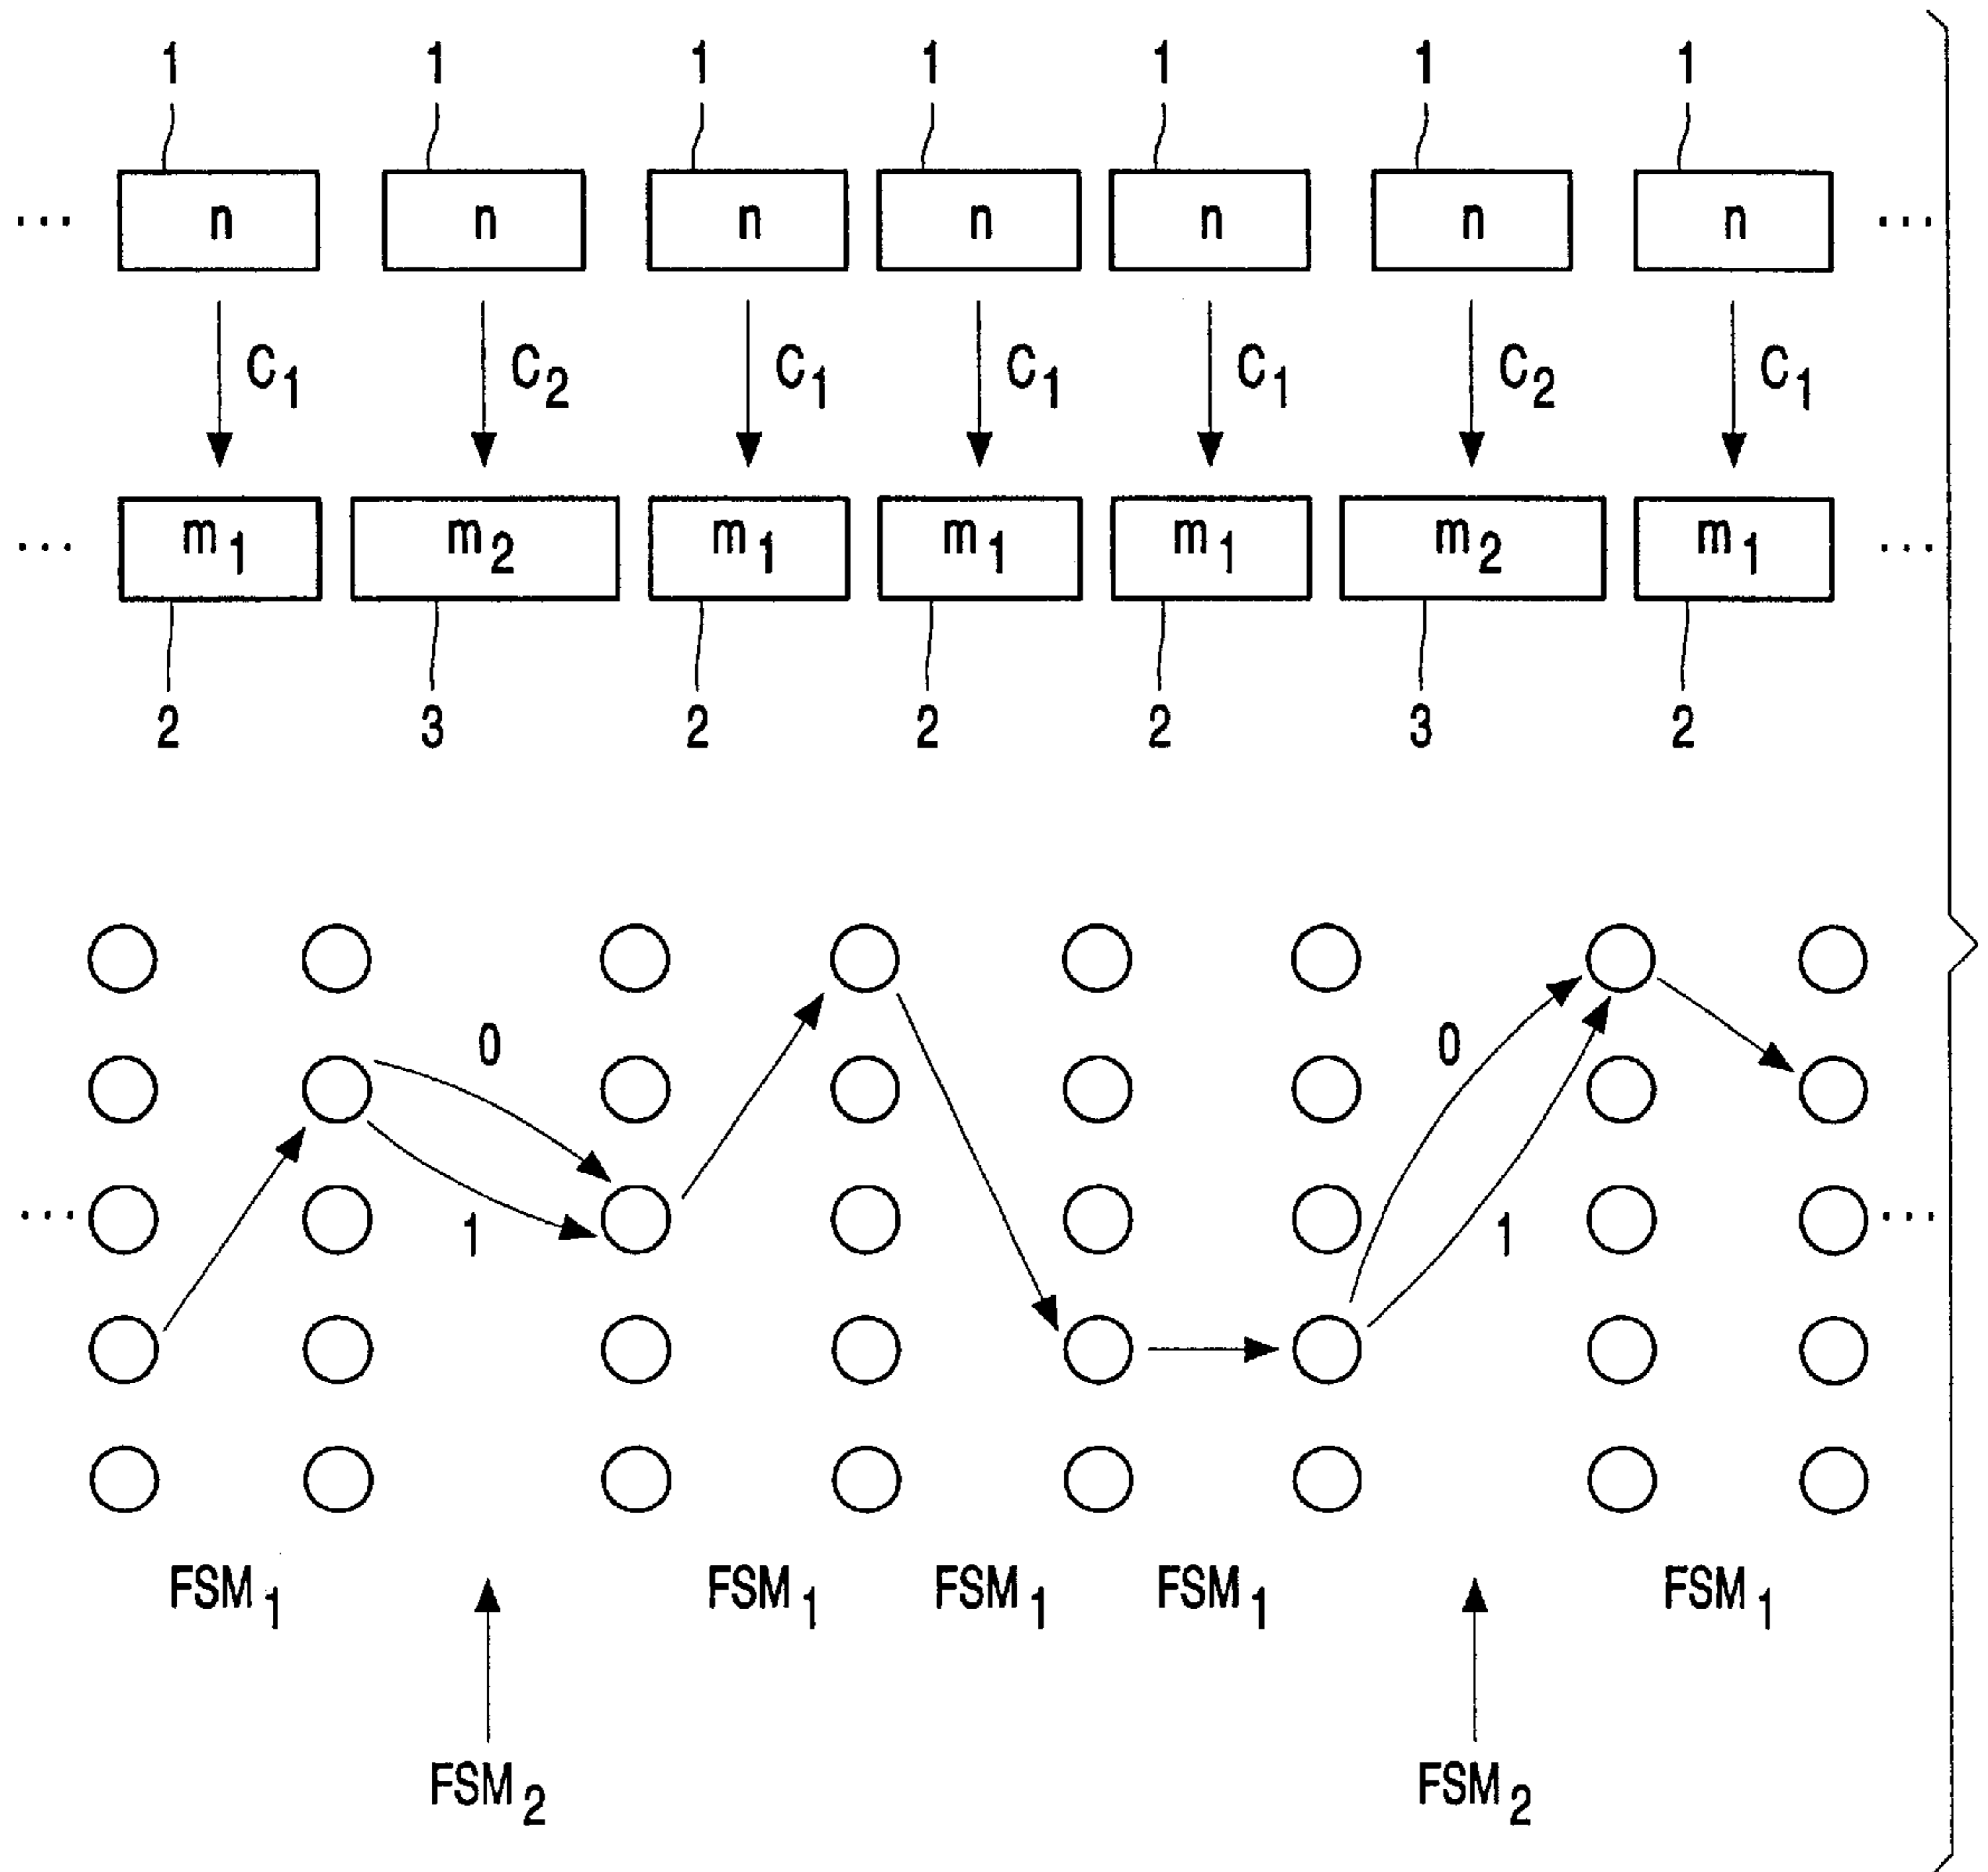 1 1 1 1 1 1 1
... n n n n n n n ...
C1 C2 C1 C1 C1 C2 C1
... m1 m2 m1 m1 m1 m2 m1 ...
2 3 2 2 2 3 2
0 0
... 1 1 ...
FSM1 FSM1 FSM1 FSM1 FSM1
FSM2 FSM2